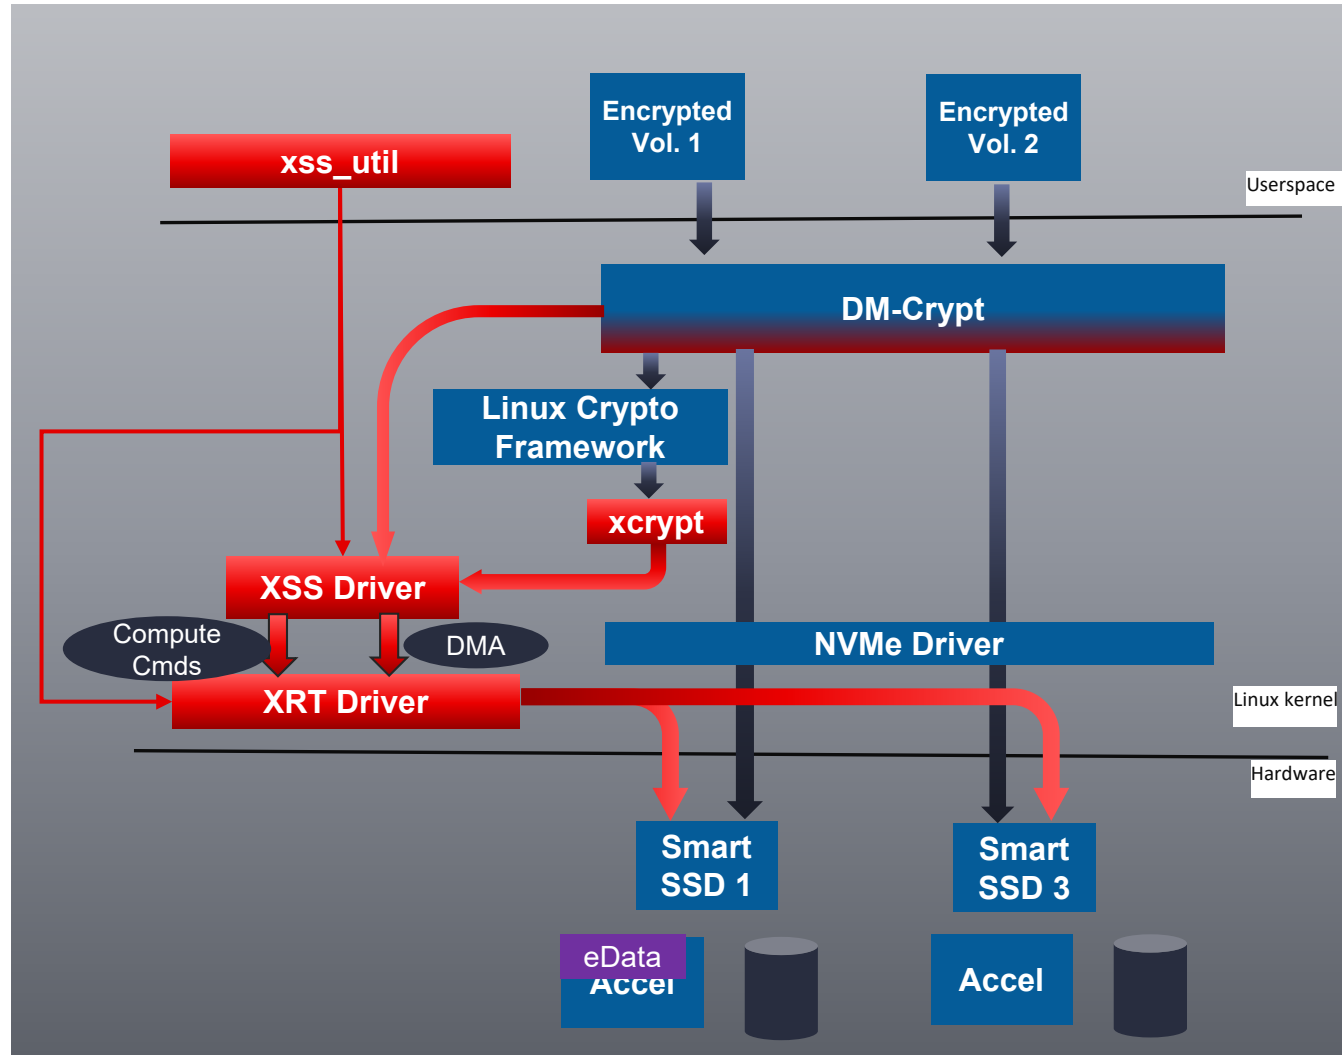 Encrypted
Vol. 1
Encrypted
Vol. 2
xss_util
Userspace
DM-Crypt
Linux Crypto
Framework
xcrypt
XSS Driver
Compute
Cmds
DMA
NVMe Driver
XRT Driver
Linux kernel
Hardware
Smart
SSD 1
Smart
SSD 3
eData
Accel
Accel